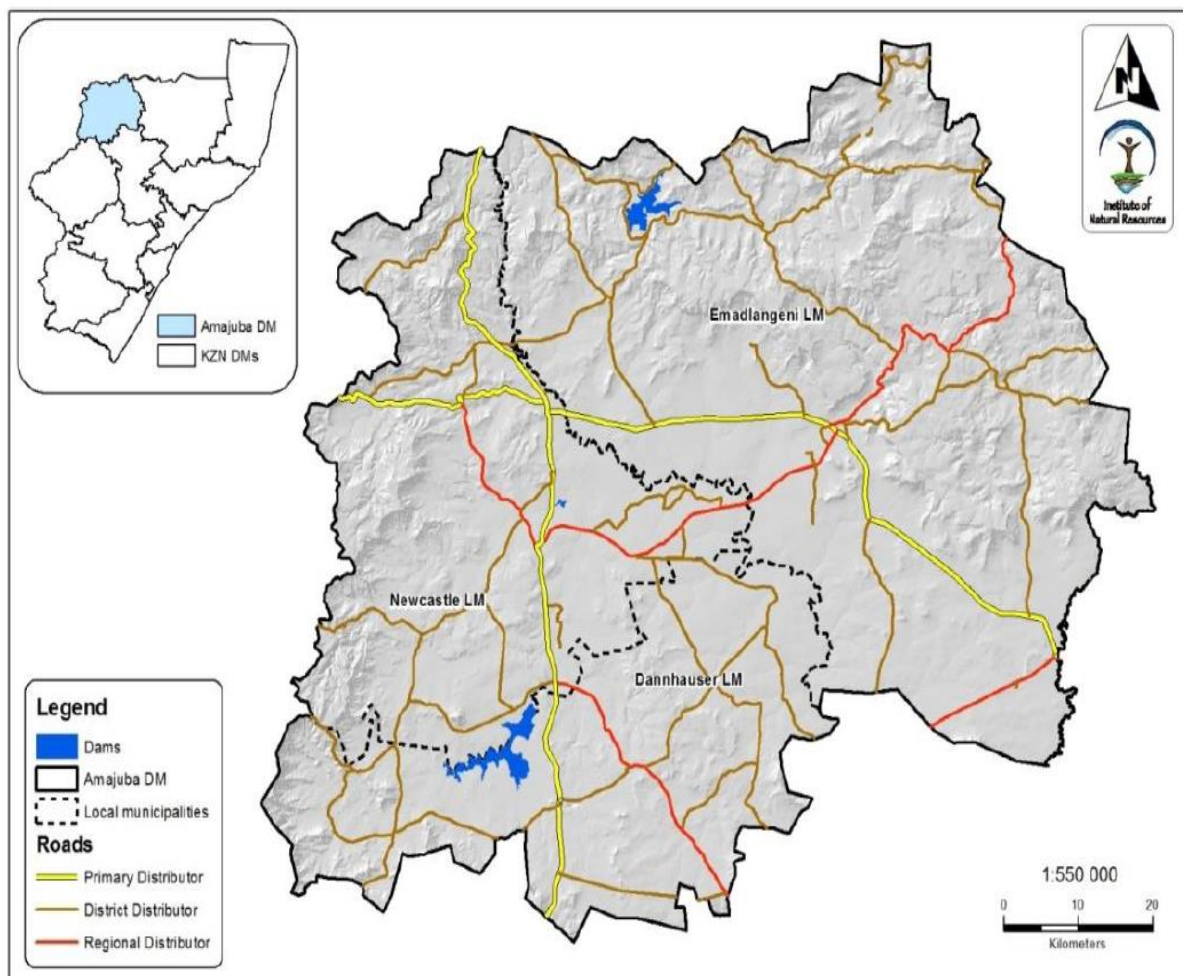 Amajuba DM
KZN DMs
N
Institute of
Natural Resources
Emadlangeni LM
Newcastle LM
Dannhauser LM
Legend
Dams
Amajuba DM
Local municipalities
Roads
Primary Distributor
District Distributor
Regional Distributor
1:550 000
0 10 20
Kilometers